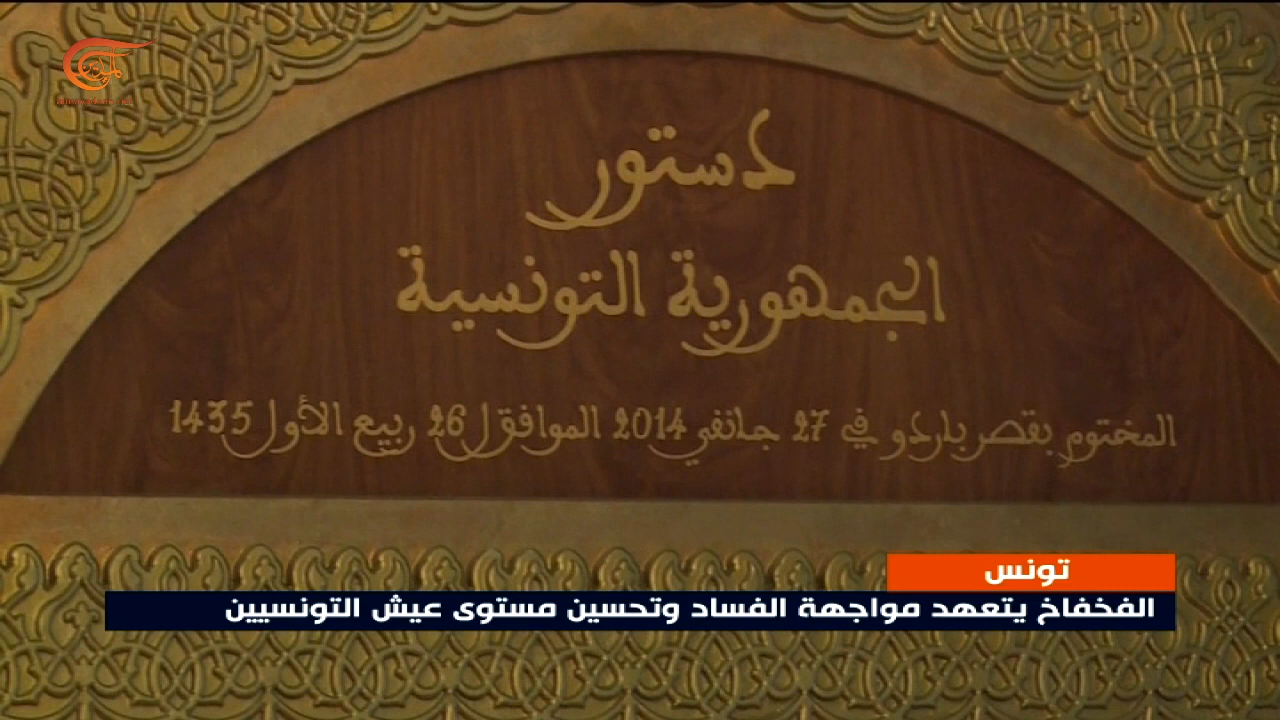 الميادين
دستور
الجمهورية التونسية
المختوم بقصر باردو في 27 جانفي 2014 الموافق ل 26 ربيع الأول 1435
تونس
الفخفاخ يتعهد مواجهة الفساد وتحسين مستوى عيش التونسيين